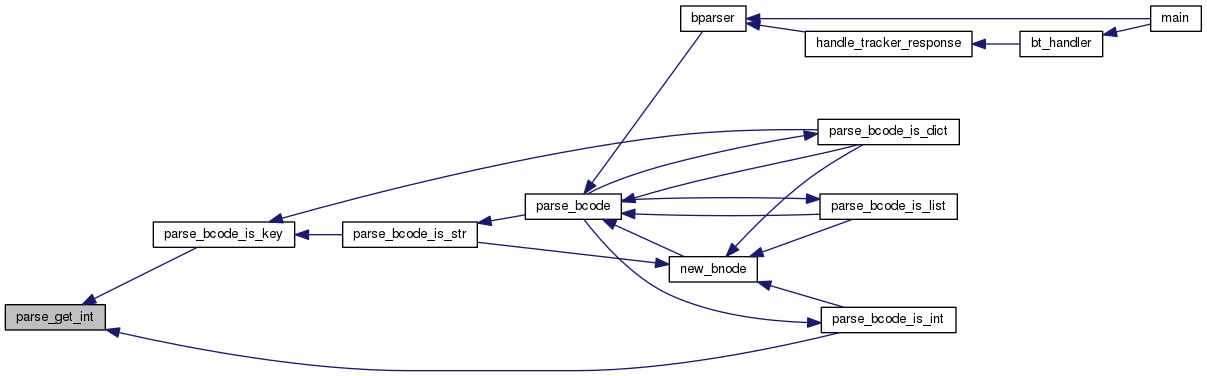 bparser
main
handle_tracker_response
bt_handler
parse_bcode_is_dict
parse_bcode
parse_bcode_is_list
parse_bcode_is_key
parse_bcode_is_str
new_bnode
parse_get_int
parse_bcode_is_int